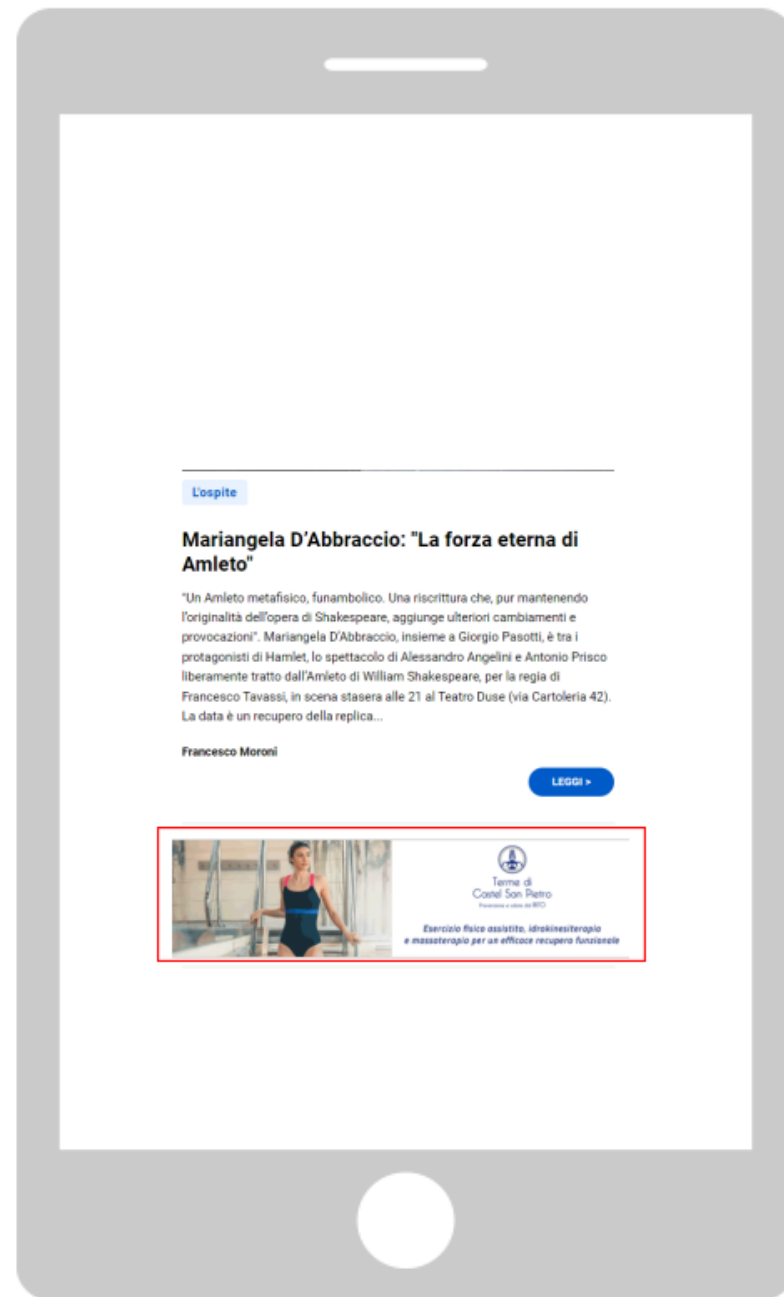 L'ospite
Mariangela D'Abbraccio: "La forza eterna di
Amleto"
"Un Amleto metafisico, funambolico. Una riscrittura che, pur mantenendo
l'originalità dell'opera di Shakespeare, aggiunge ulteriori cambiamenti e
provocazioni". Mariangela D'Abbraccio, insieme a Giorgio Pasotti, è tra i
protagonisti di Hamlet, lo spettacolo di Alessandro Angelini e Antonio Prisco
liberamente tratto dall'Amleto di William Shakespeare, per la regia di
Francesco Tavassi, in scena stasera alle 21 al Teatro Duse (via Cartoleria 42).
La data è un recupero della replica...
Francesco Moroni
LEGGI >
Terme di
Castel San Pietro
Prevenzione e salute dal 1870
Esercizio fisico assistito, idrokinesiterapia
e massoterapia per un efficace recupero funzionale